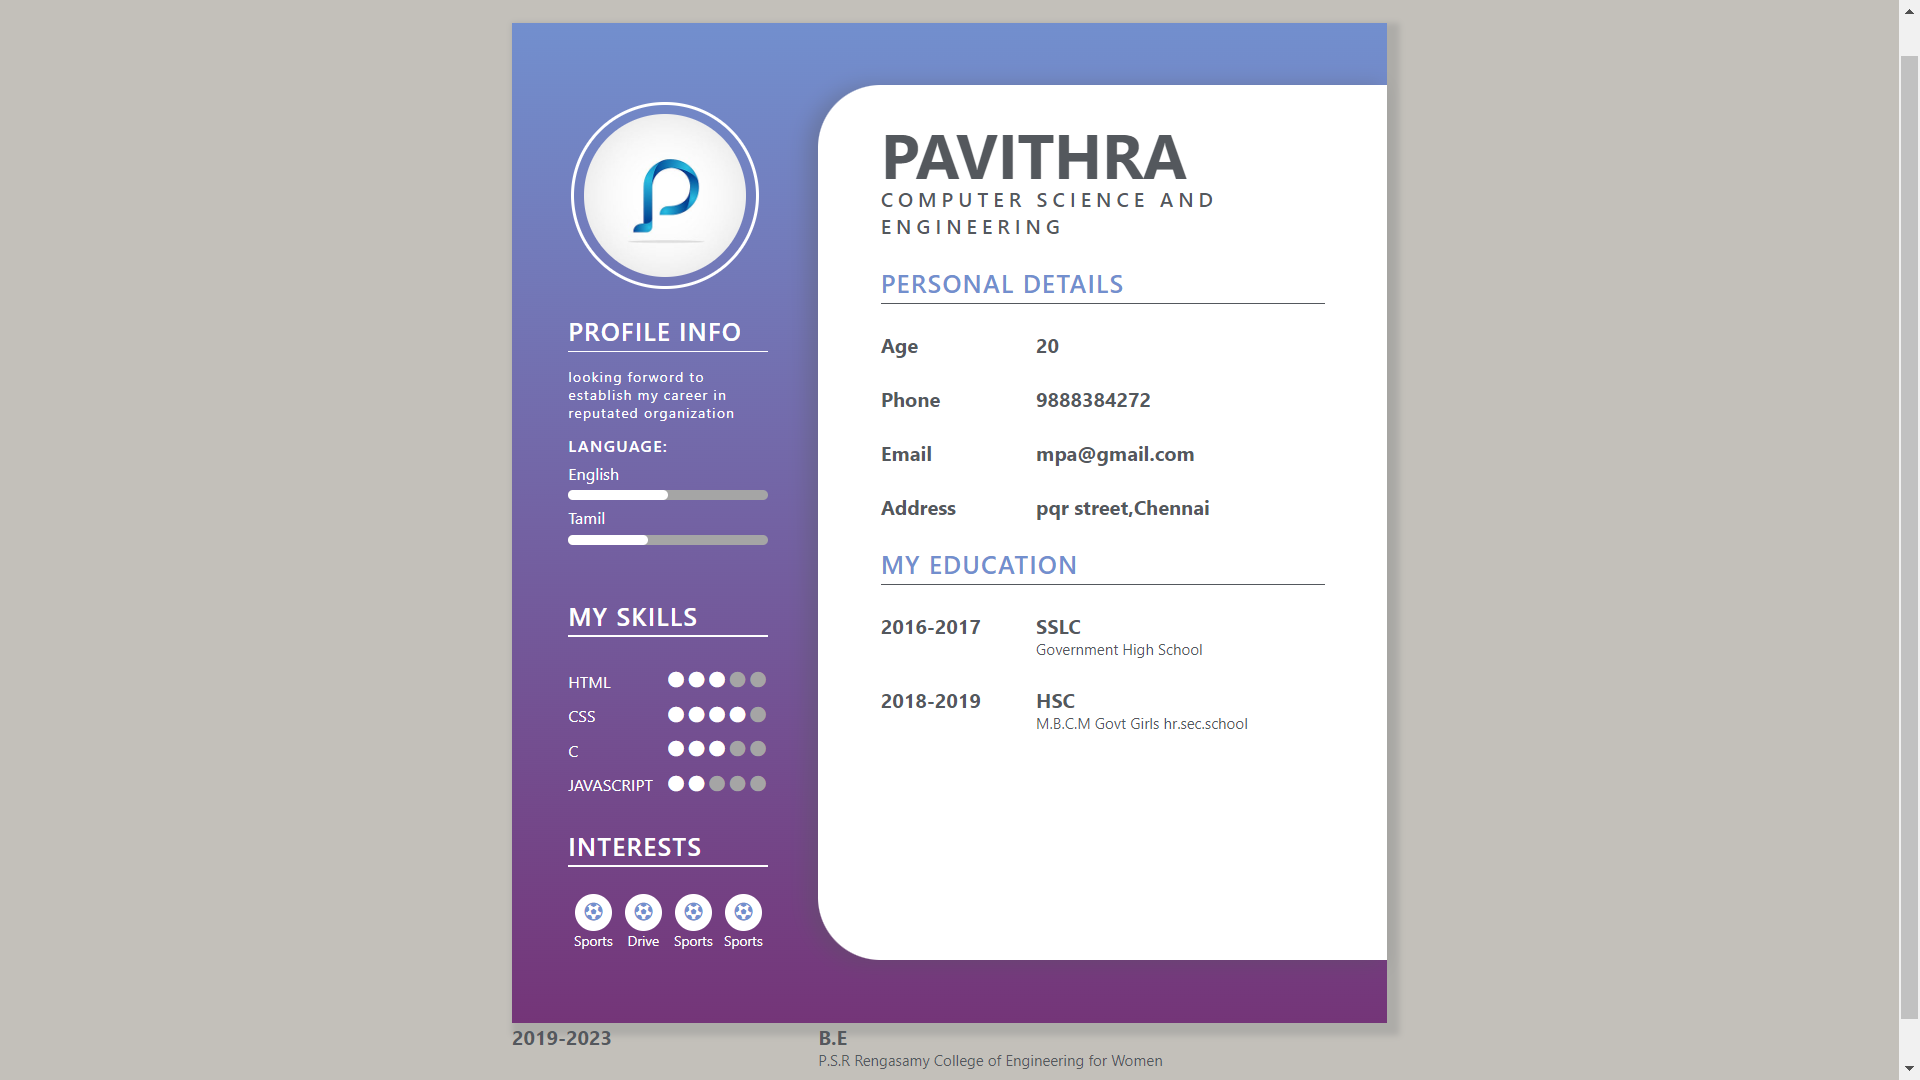 PROFILE INFO
looking forword to
establish my career in
reputated organization
LANGUAGE:
English
Tamil
MY SKILLS
HTML
CSS
C
JAVASCRIPT
INTERESTS
Sports Drive Sports Sports
PAVITHRA
COMPUTER SCIENCE AND
ENGINEERING
PERSONAL DETAILS
Age 20
Phone 9888384272
Email mpa@gmail.com
Address pqr street,Chennai
MY EDUCATION
2016-2017 SSLC
Government High School
2018-2019 HSC
M.B.C.M Govt Girls hr.sec.school
2019-2023 B.E
P.S.R Rengasamy College of Engineering for Women